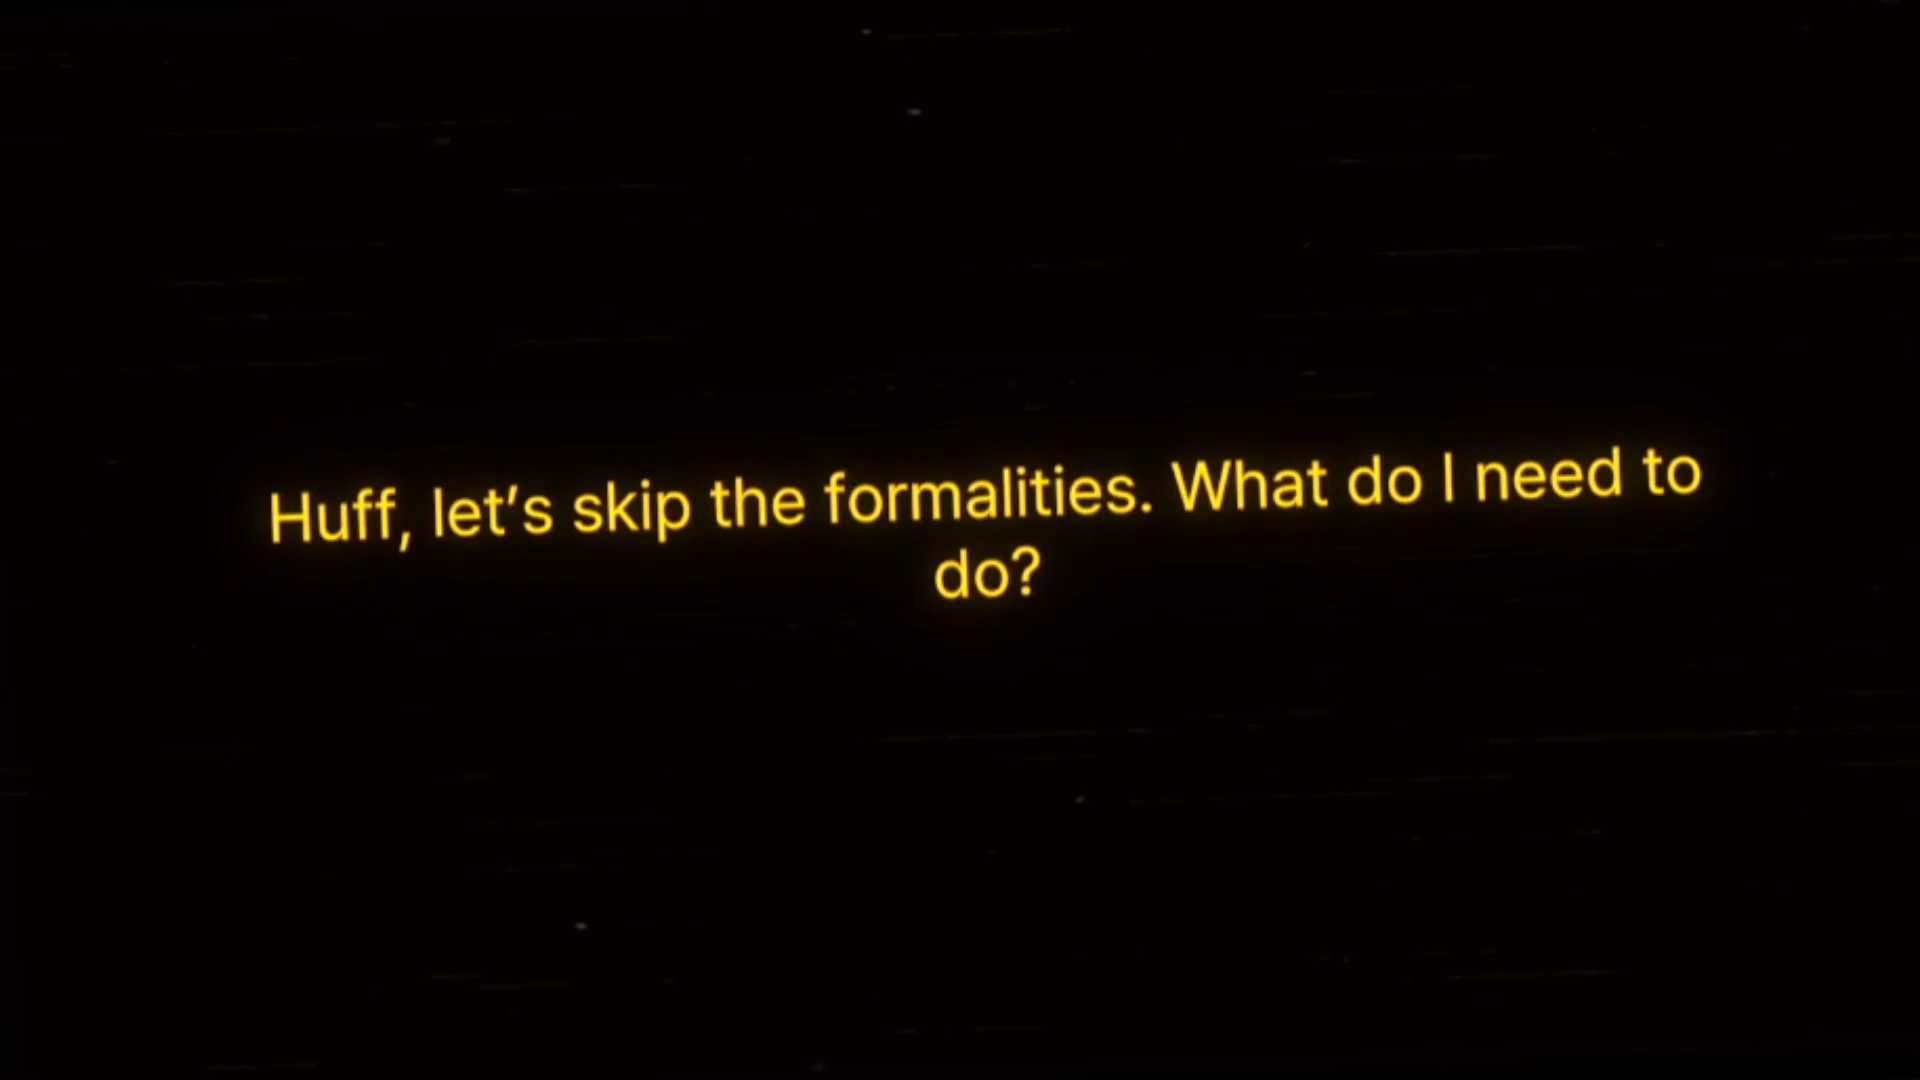 Huff, let’s skip the formalities. What do I need to
do?